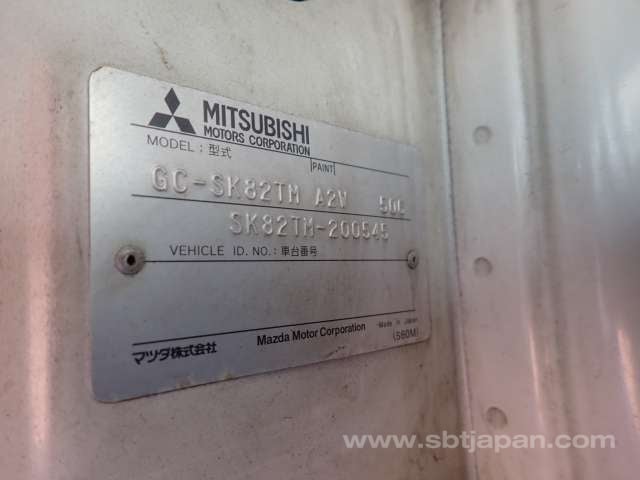 MITSUBISHI
MOTORS CORPORATION
MODEL: 型式
PAINT
GC-SK82TM A2V 50L
SK82TM-200545
VEHICLE ID. NO.: 車台番号
マツダ株式会社
Mazda Motor Corporation
Made in Japan
(560M)
www.sbtjapan.com